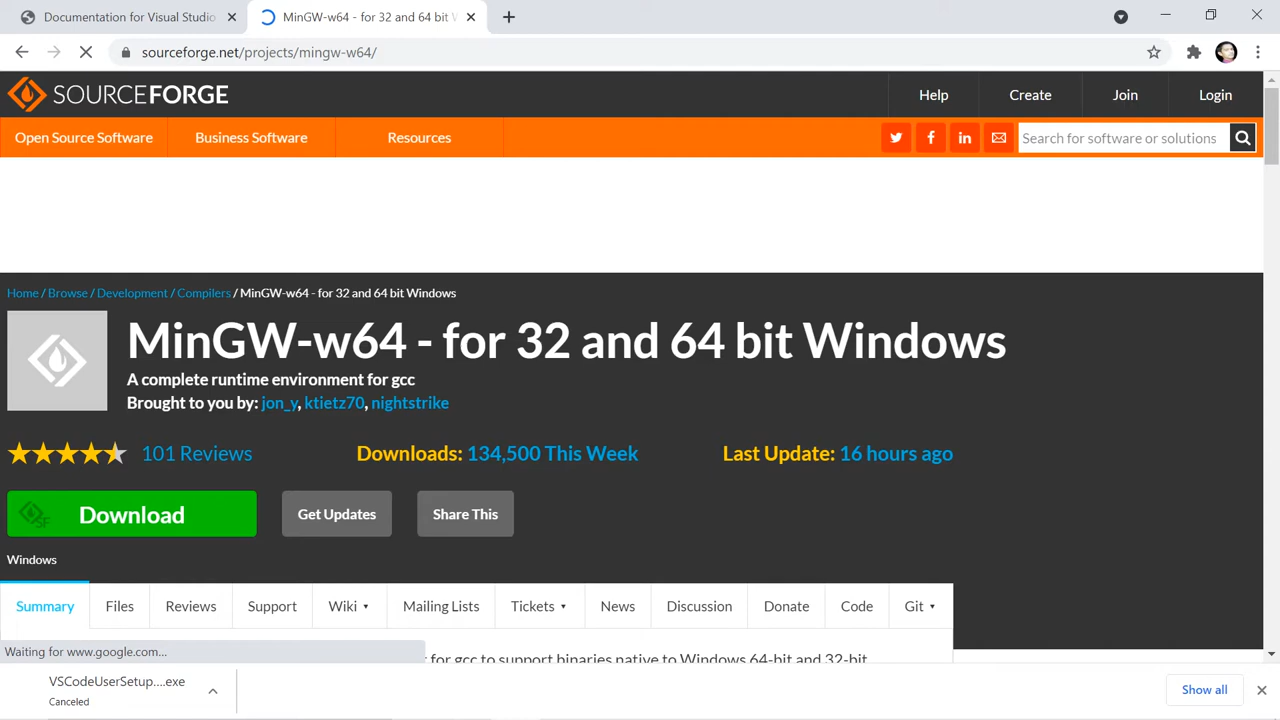 Documentation for Visual Studio
MinGW-w64 - for 32 and 64 bit W
sourceforge.net/projects/mingw-w64/
SOURCEFORGE
Help
Create
Join
Login
Open Source Software
Business Software
Resources
Search for software or solutions
Home / Browse / Development / Compilers / MinGW-w64 - for 32 and 64 bit Windows
MinGW-w64 - for 32 and 64 bit Windows
A complete runtime environment for gcc
Brought to you by: jon_y, ktietz70, nightstrike
101 Reviews
Downloads: 134,500 This Week
Last Update: 16 hours ago
SF
Download
Get Updates
Share This
Windows
Summary
Files
Reviews
Support
Wiki
Mailing Lists
Tickets
News
Discussion
Donate
Code
Git
Waiting for www.google.com...
t for gcc to support binaries native to Windows 64-bit and 32-bit
VSCodeUserSetup....exe
Canceled
Show all